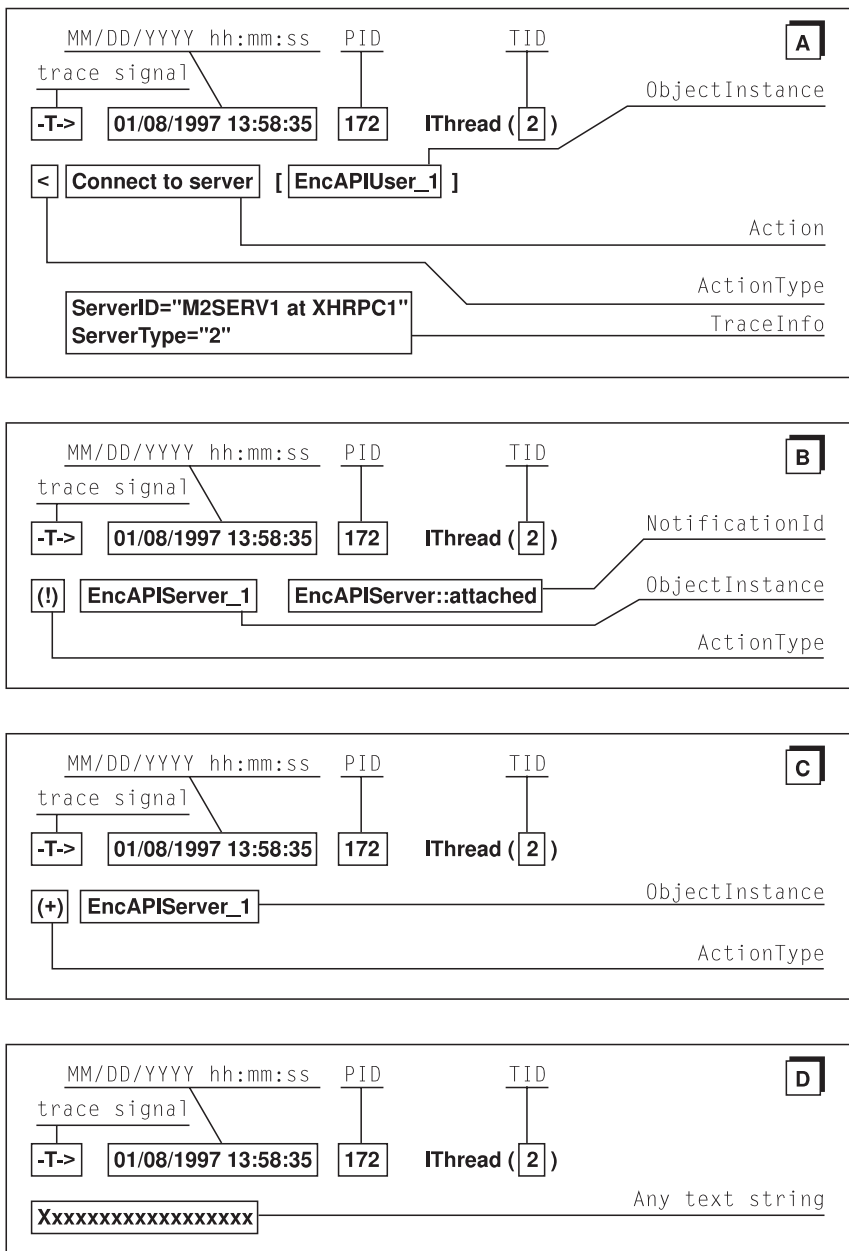 MM/DD/YYYY hh:mm:ss PID TID A
trace signal
ObjectInstance
-T-> 01/08/1997 13:58:35 172 IThread ( 2 )
< Connect to server [ EncAPIUser_1 ]
Action
ActionType
ServerID="M2SERV1 at XHRPC1"
ServerType="2"
TraceInfo
MM/DD/YYYY hh:mm:ss PID TID B
trace signal
NotificationId
-T-> 01/08/1997 13:58:35 172 IThread ( 2 )
ObjectInstance
(!) EncAPIServer_1 EncAPIServer::attached
ActionType
MM/DD/YYYY hh:mm:ss PID TID C
trace signal
-T-> 01/08/1997 13:58:35 172 IThread ( 2 )
ObjectInstance
(+) EncAPIServer_1
ActionType
MM/DD/YYYY hh:mm:ss PID TID D
trace signal
-T-> 01/08/1997 13:58:35 172 IThread ( 2 )
Any text string
Xxxxxxxxxxxxxxxxxx